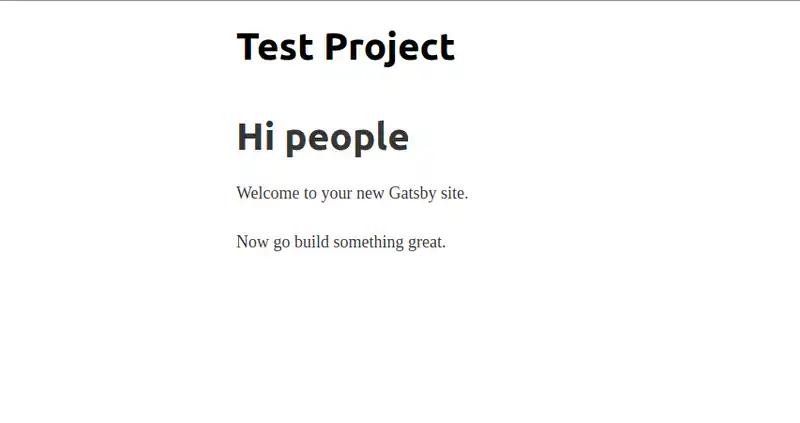 Test Project
Hi people
Welcome to your new Gatsby site.
Now go build something great.